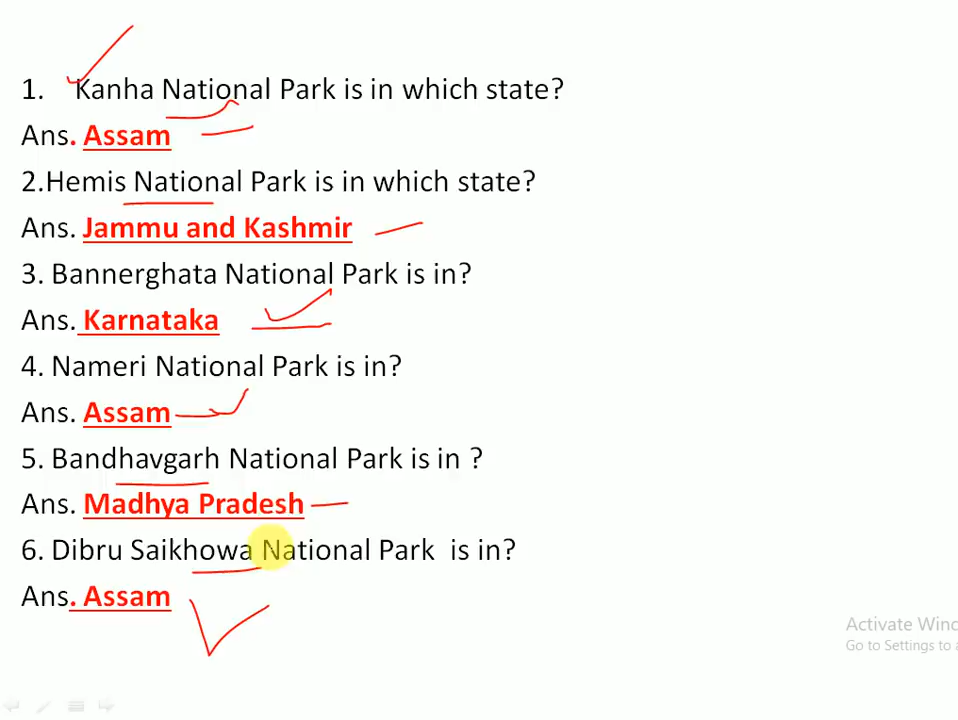 1. Kanha National Park is in which state?
Ans. Assam
2.Hemis National Park is in which state?
Ans. Jammu and Kashmir
3. Bannerghata National Park is in?
Ans. Karnataka
4. Nameri National Park is in?
Ans. Assam
5. Bandhavgarh National Park is in ?
Ans. Madhya Pradesh
6. Dibru Saikhowa National Park is in?
Ans. Assam
Activate Winc
Go to Settings to a